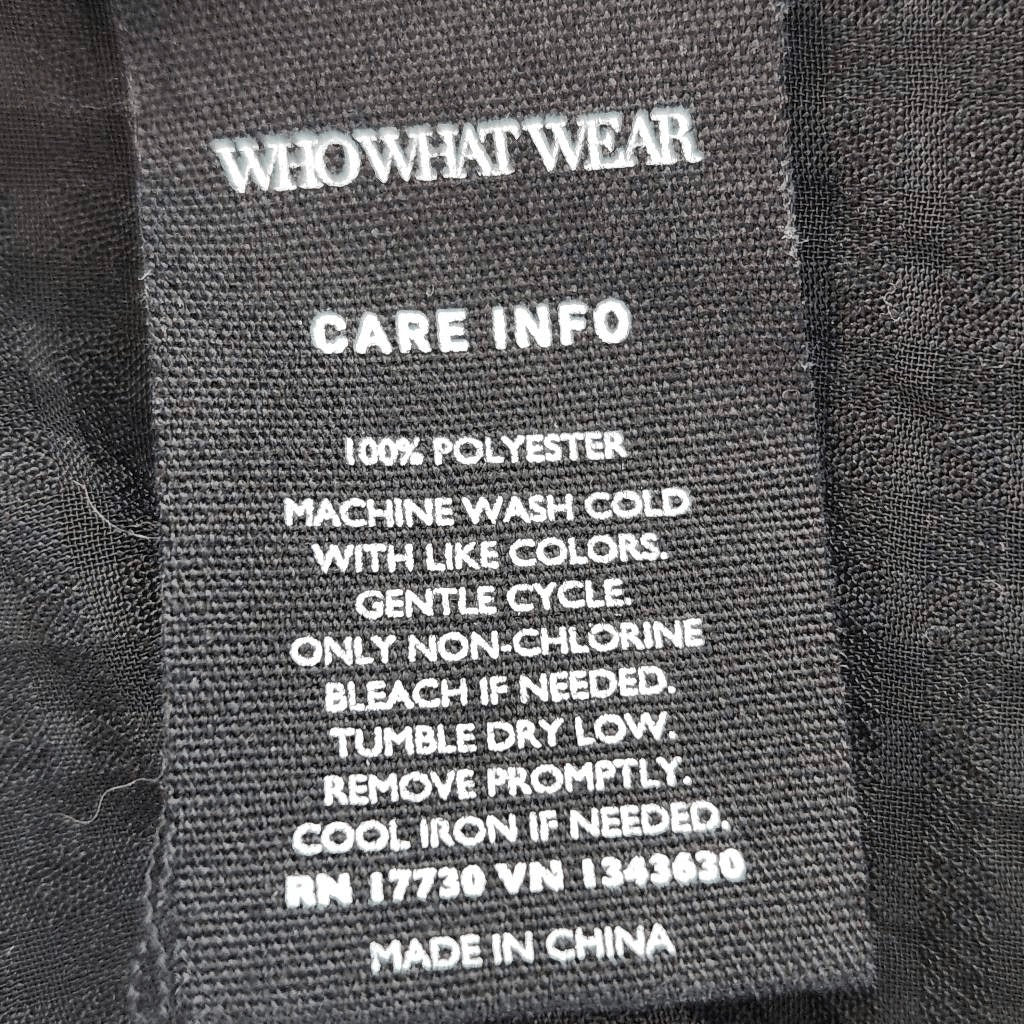 WHO WHAT WEAR
CARE INFO
100% POLYESTER
MACHINE WASH COLD
WITH LIKE COLORS.
GENTLE CYCLE.
ONLY NON-CHLORINE
BLEACH IF NEEDED.
TUMBLE DRY LOW.
REMOVE PROMPTLY.
COOL IRON IF NEEDED.
RN 17730 VN 1343630
MADE IN CHINA